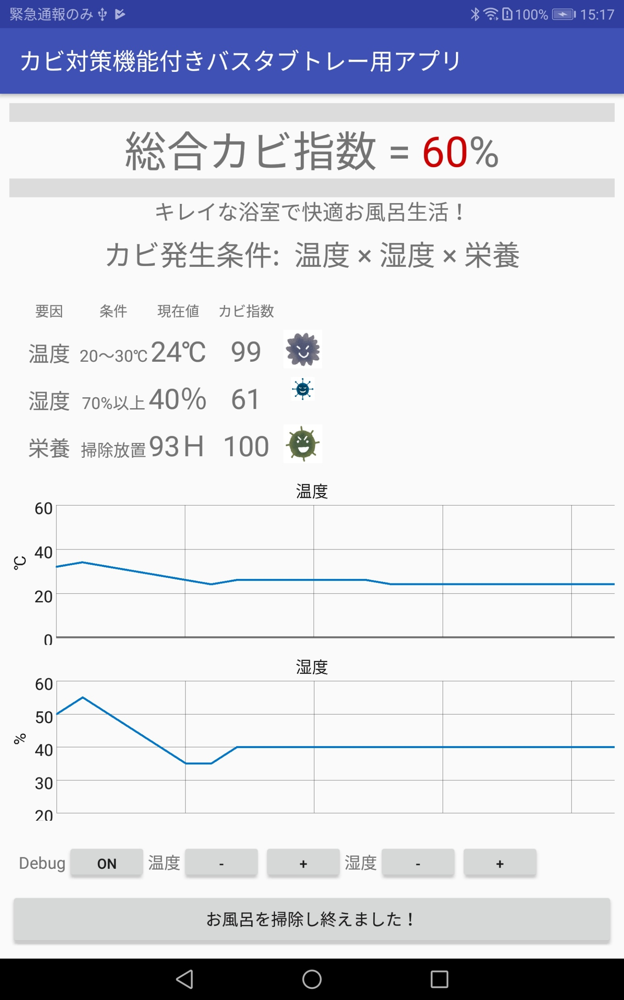 緊急通報のみ 100% 15:17
カビ対策機能付きバスタブトレー用アプリ
総合カビ指数 = 60%
キレイな浴室で快適お風呂生活！
カビ発生条件: 温度 × 湿度 × 栄養
要因 条件 現在値 カビ指数
温度 20～30℃ 24℃ 99
湿度 70%以上 40% 61
栄養 掃除放置 93 H 100
温度
60
40
℃
20
0
湿度
60
50
%
40
30
20
Debug ON 温度 - + 湿度 - +
お風呂を掃除し終えました！